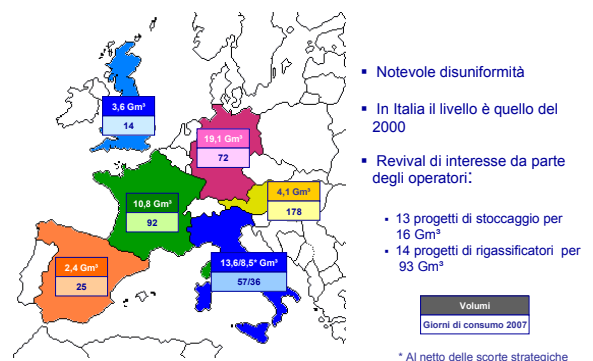 3,6 Gm³
14
19,1 Gm³
72
4,1 Gm³
178
10,8 Gm³
92
13,6/8,5* Gm³
57/36
2,4 Gm³
25
▪ Notevole disuniformità
▪ In Italia il livello è quello del
2000
▪ Revival di interesse da parte
degli operatori:
▪ 13 progetti di stoccaggio per
16 Gm³
▪ 14 progetti di rigassificatori per
93 Gm³
Volumi
Giorni di consumo 2007
* Al netto delle scorte strategiche